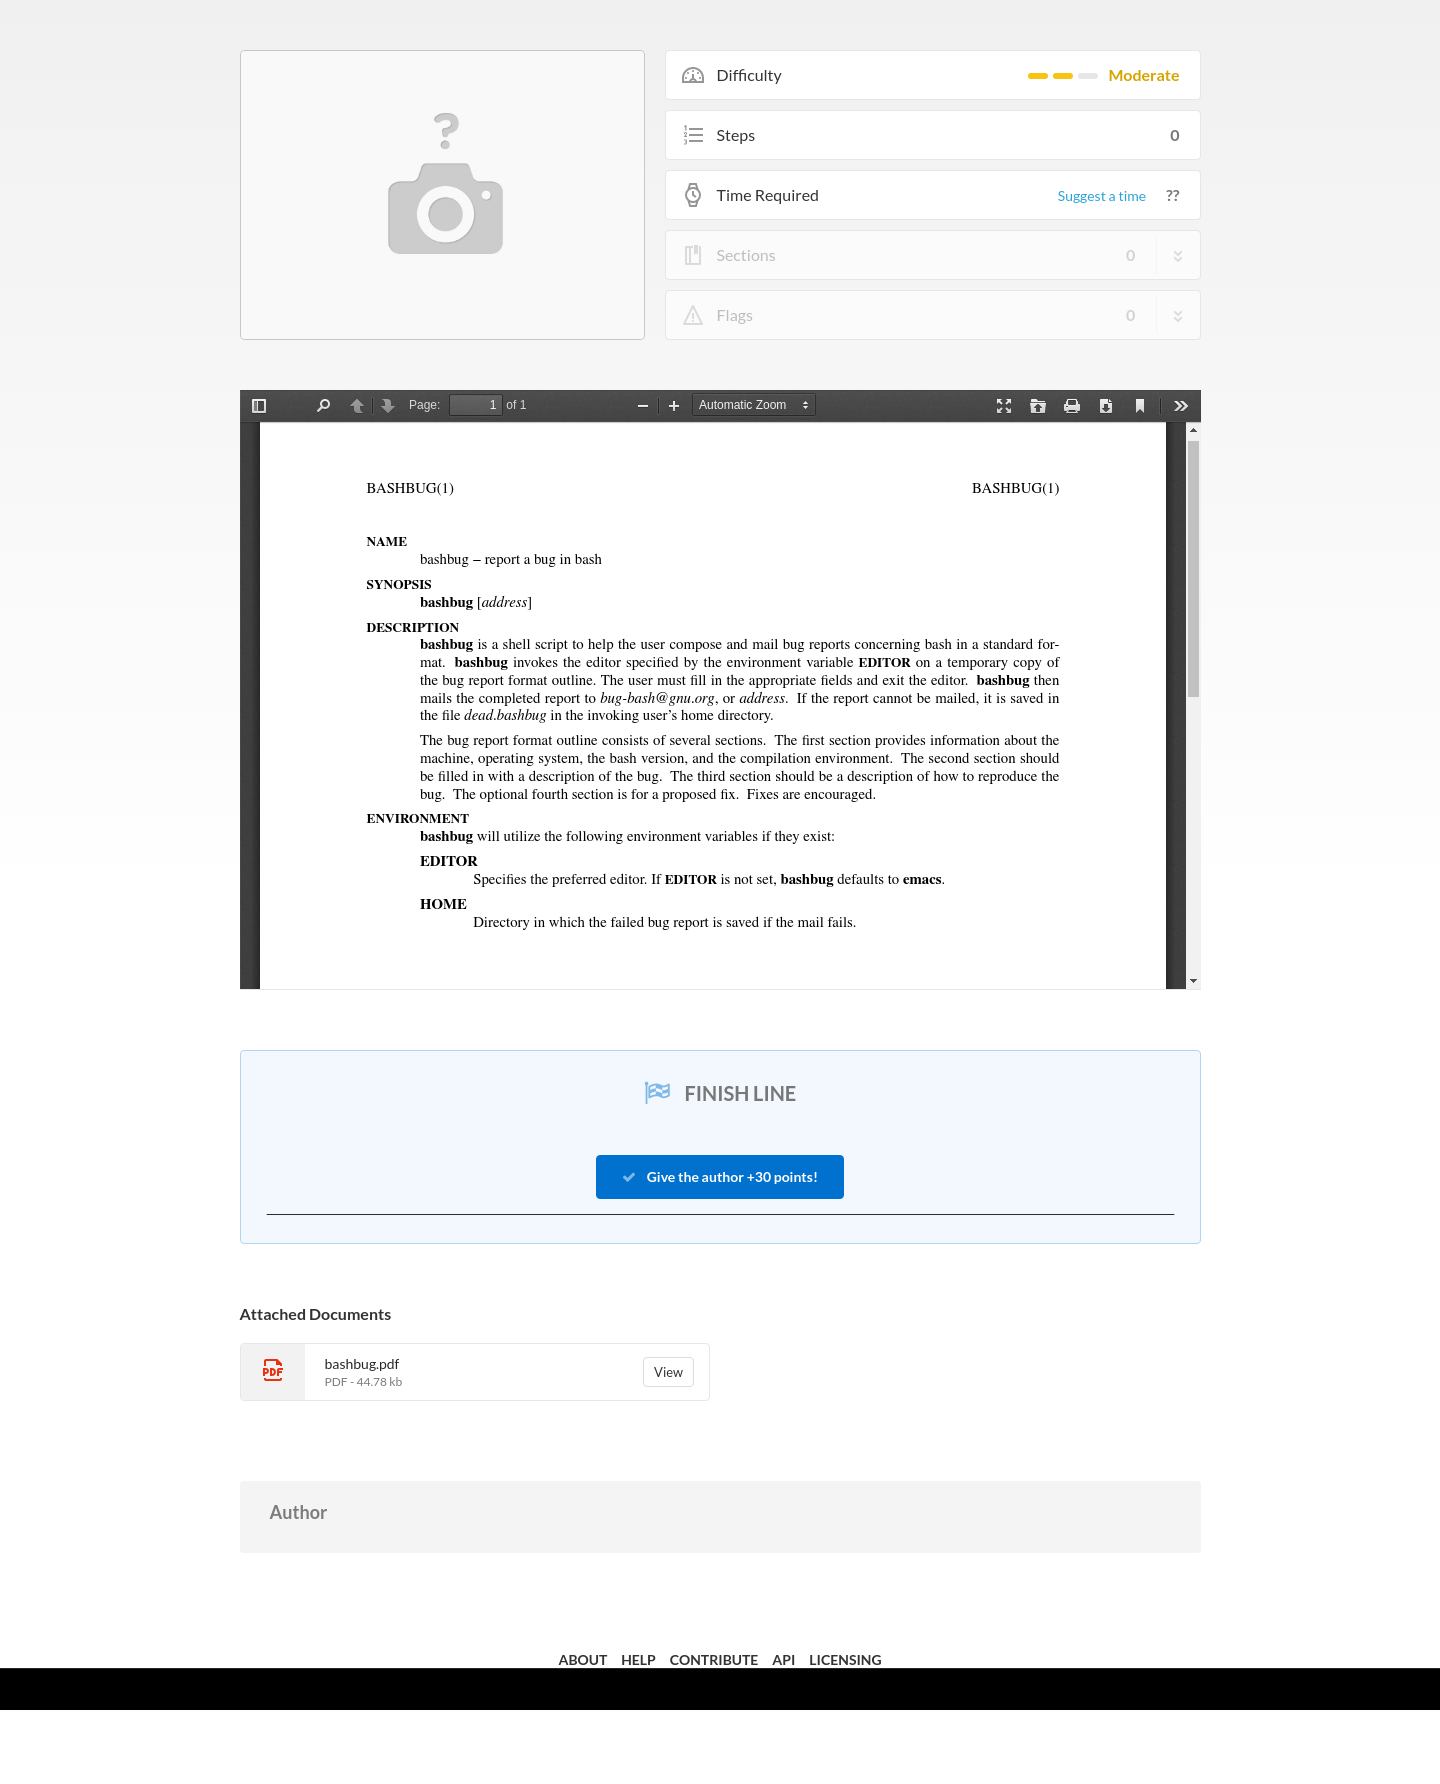 Difficulty Moderate
Steps 0
Time Required Suggest a time ??
Sections 0
Flags 0
Page: 1 of 1 Automatic Zoom
BASHBUG(1) BASHBUG(1)
NAME
bashbug − report a bug in bash
SYNOPSIS
bashbug [address]
DESCRIPTION
bashbug is a shell script to help the user compose and mail bug reports concerning bash in a standard for-
mat. bashbug invokes the editor specified by the environment variable EDITOR on a temporary copy of
the bug report format outline. The user must fill in the appropriate fields and exit the editor. bashbug then
mails the completed report to bug-bash@gnu.org, or address. If the report cannot be mailed, it is saved in
the file dead.bashbug in the invoking user’s home directory.
The bug report format outline consists of several sections. The first section provides information about the
machine, operating system, the bash version, and the compilation environment. The second section should
be filled in with a description of the bug. The third section should be a description of how to reproduce the
bug. The optional fourth section is for a proposed fix. Fixes are encouraged.
ENVIRONMENT
bashbug will utilize the following environment variables if they exist:
EDITOR
Specifies the preferred editor. If EDITOR is not set, bashbug defaults to emacs.
HOME
Directory in which the failed bug report is saved if the mail fails.
FINISH LINE
Give the author +30 points!
Attached Documents
PDF
bashbug.pdf
PDF - 44.78 kb
View
Author
ABOUT HELP CONTRIBUTE API LICENSING